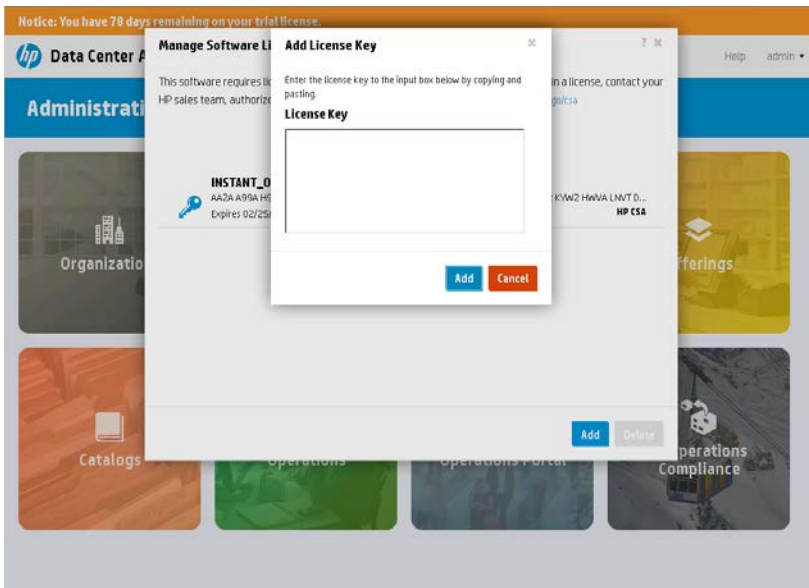 Notice: You have 70 days remaining on your trial license.
hp Data Center A
Help admin
Administrati
Manage Software Li
This software requires lic
HP sales team, authorize
in a license, contact your
go/csa
INSTANT_O
AA2A A99A H9
Expires 02/25/
KYW2 HWVA LNVT D...
HP CSA
Add Delete
Add License Key
Enter the license key to the input box below by copying and
pasting.
License Key
Add Cancel
Organizatio
fferings
Catalogs
Operations
Operations Portal
perations
Compliance